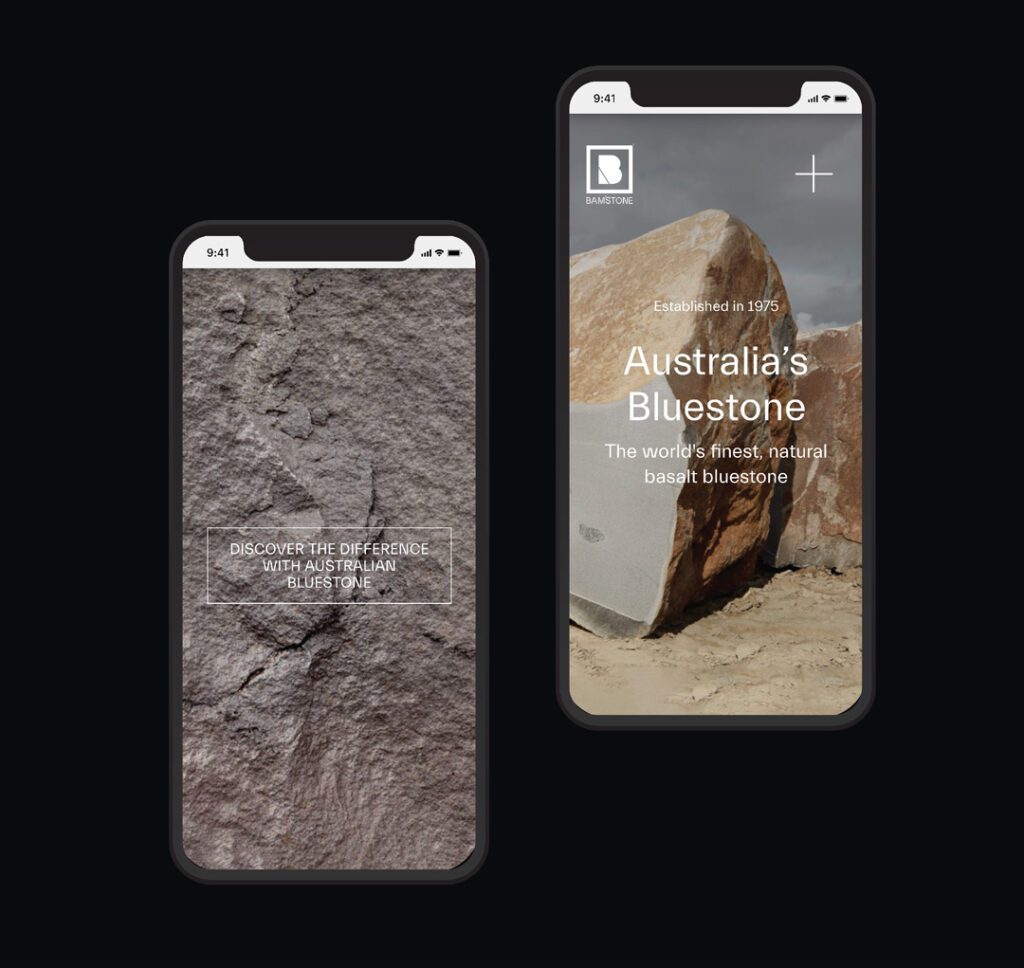 9:41
DISCOVER THE DIFFERENCE
WITH AUSTRALIAN
BLUESTONE
9:41
B
BAMSTONE
Established in 1975
Australia’s
Bluestone
The world's finest, natural
basalt bluestone